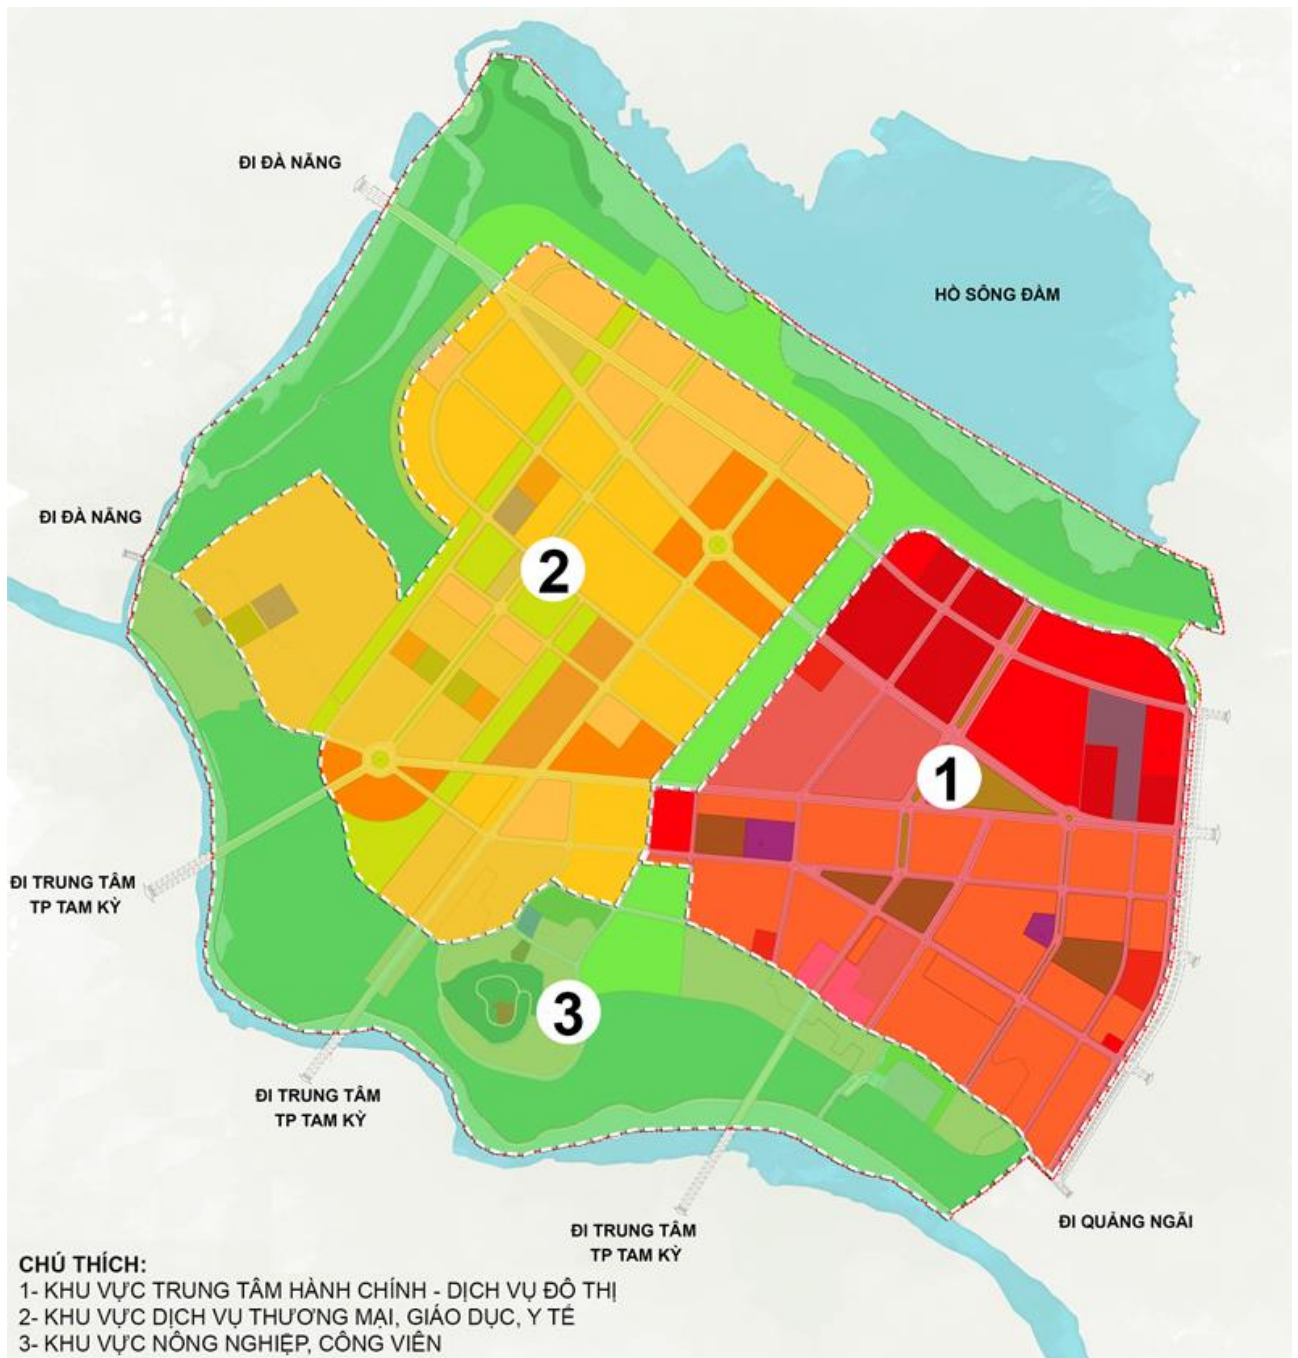 ĐI ĐÀ NẴNG
HỒ SÔNG ĐẦM
ĐI ĐÀ NẴNG
2
1
ĐI TRUNG TÂM
TP TAM KỲ
3
ĐI TRUNG TÂM
TP TAM KỲ
ĐI TRUNG TÂM
TP TAM KỲ
ĐI QUẢNG NGÃI
CHÚ THÍCH:
1- KHU VỰC TRUNG TÂM HÀNH CHÍNH - DỊCH VỤ ĐÔ THỊ
2- KHU VỰC DỊCH VỤ THƯƠNG MẠI, GIÁO DỤC, Y TẾ
3- KHU VỰC NÔNG NGHIỆP, CÔNG VIÊN